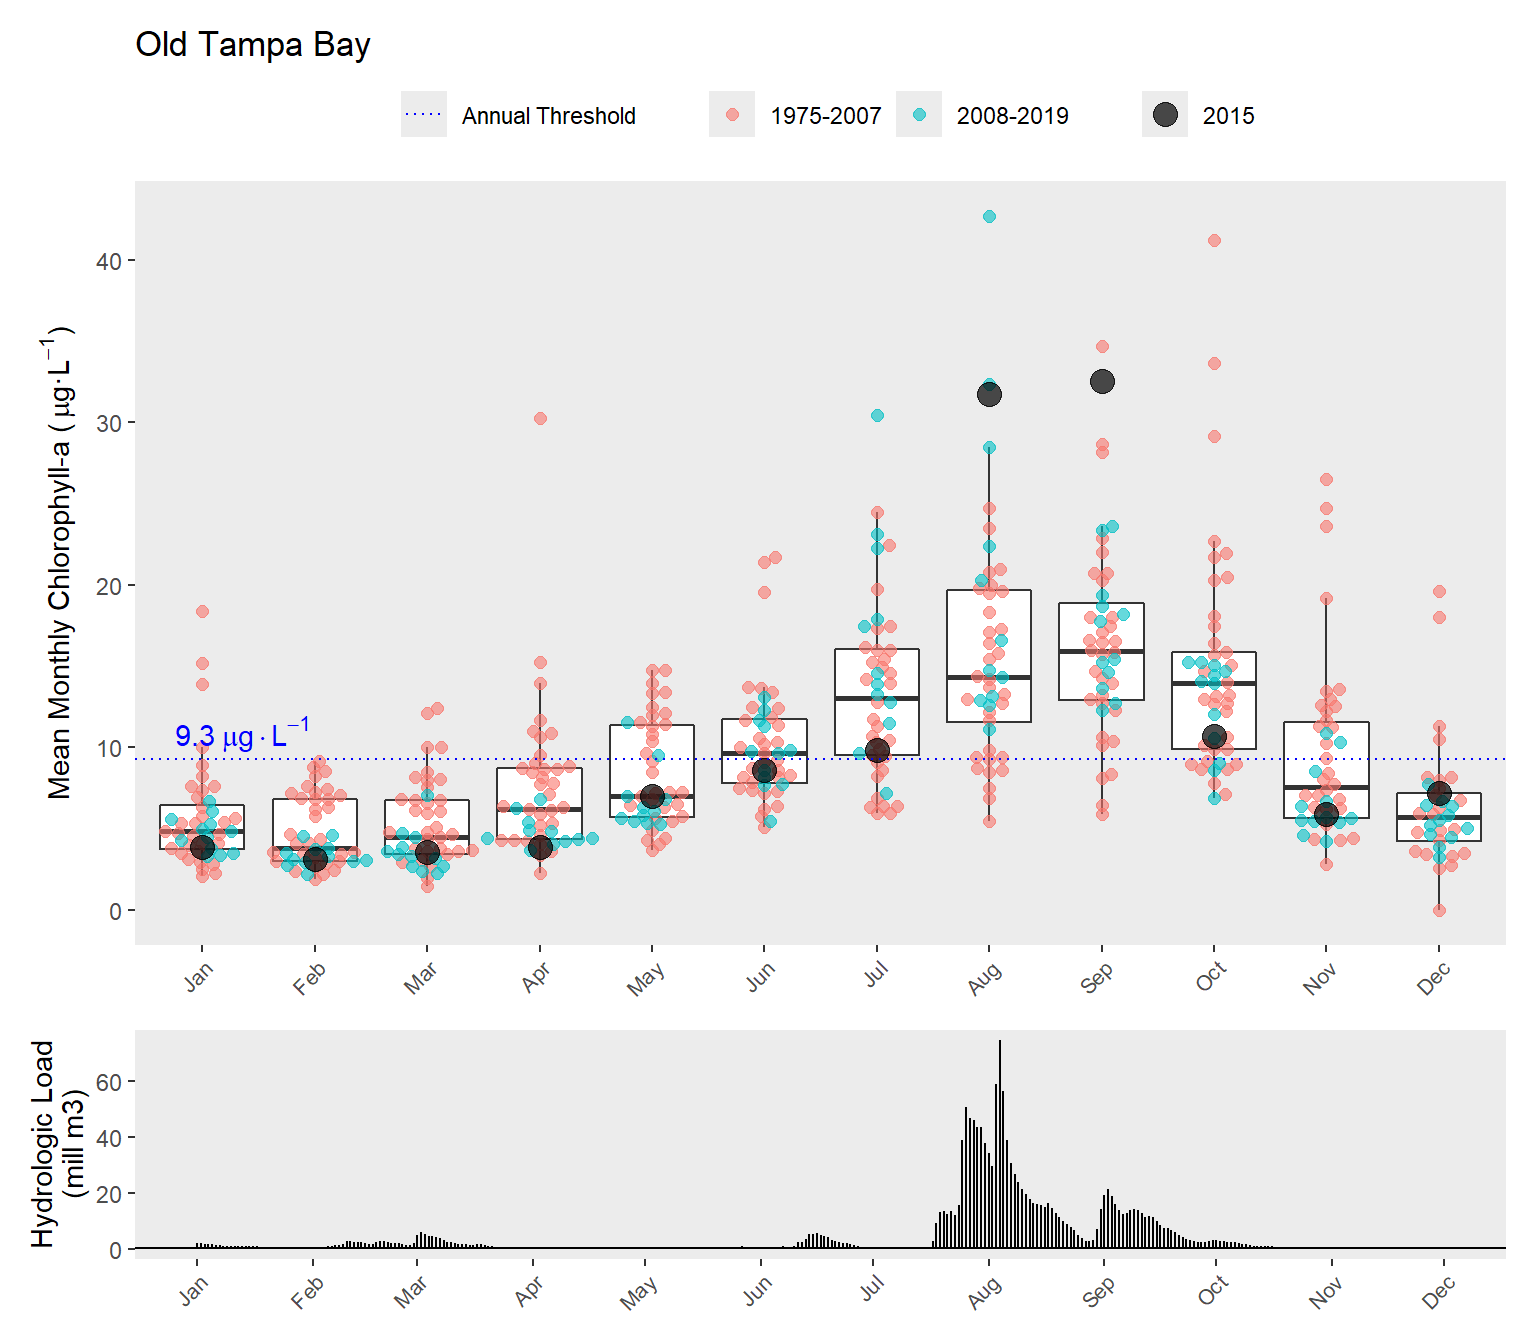 Old Tampa Bay
Annual Threshold 1975-2007 2008-2019 2015
Mean Monthly Chlorophyll-a ( μg·L⁻¹)
40
30
20
10
0
9.3 μg·L⁻¹
Jan Feb Mar Apr May Jun Jul Aug Sep Oct Nov Dec
Hydrologic Load
(mill m3)
60
40
20
0
Jan Feb Mar Apr May Jun Jul Aug Sep Oct Nov Dec